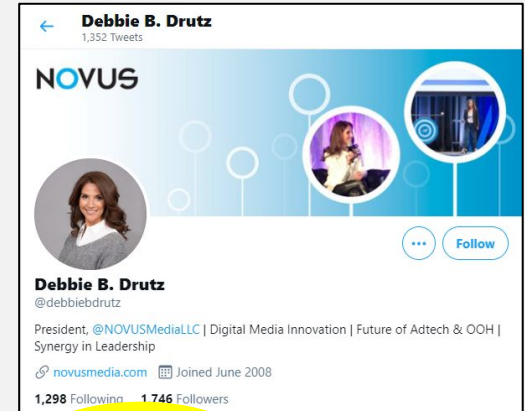 Debbie B. Drutz
1,352 Tweets
NOVUS
Follow
Debbie B. Drutz
@debbiebdrutz
President, @NOVUSMediaLLC | Digital Media Innovation | Future of Adtech & OOH |
Synergy in Leadership
novusmedia.com Joined June 2008
1,298 Following 1,746 Followers